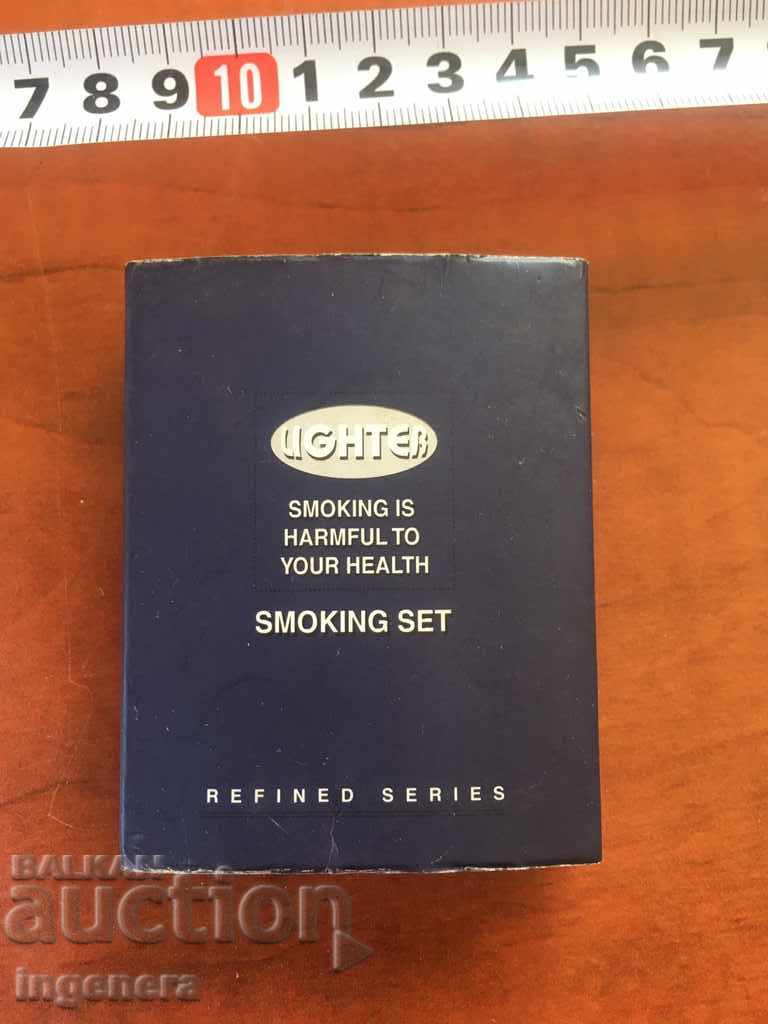 7 8 9 10 1 2 3 4 5 6 7
LIGHTER
SMOKING IS
HARMFUL TO
YOUR HEALTH
SMOKING SET
REFINED SERIES
BALKAN
auction
ingenera